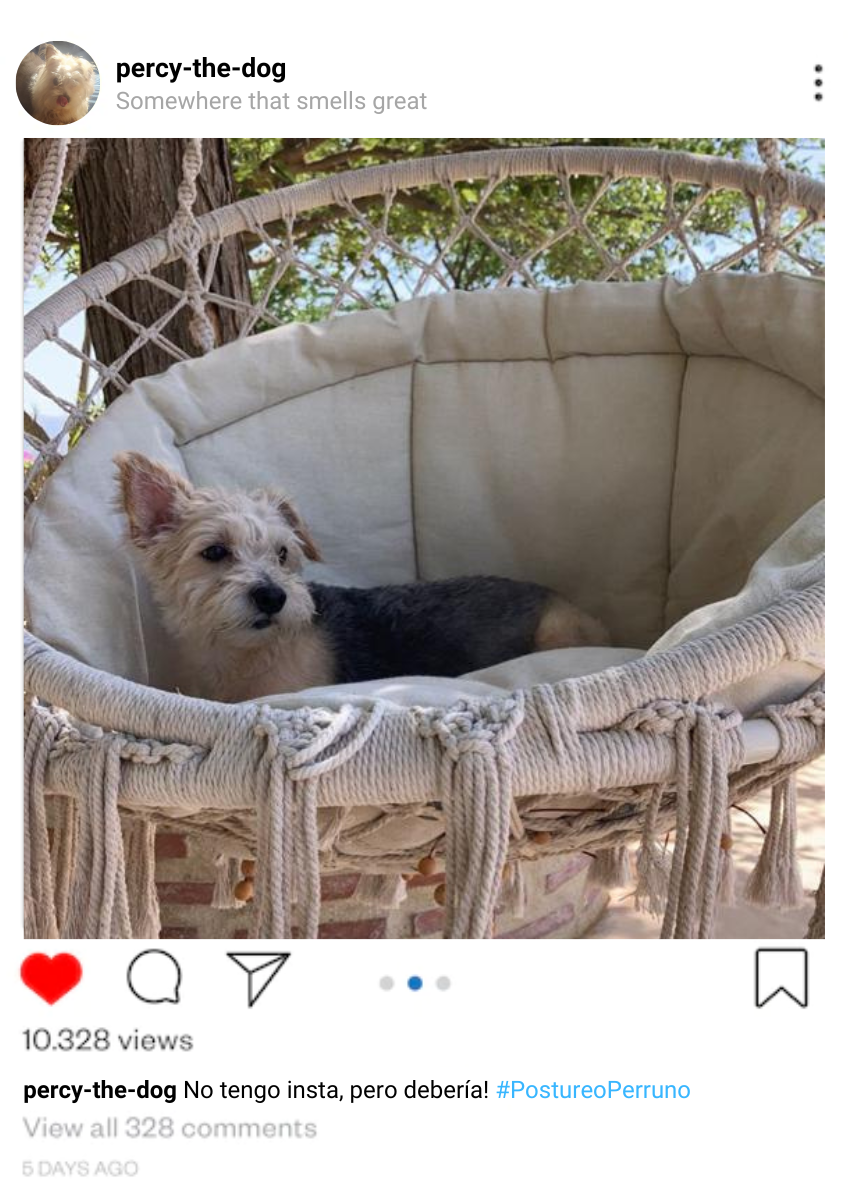 percy-the-dog
Somewhere that smells great
10.328 views
percy-the-dog No tengo insta, pero debería! #PostureoPerruno
View all 328 comments
5 DAYS AGO